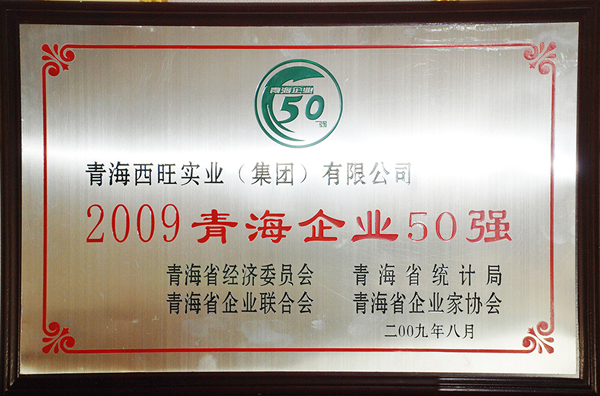 青海企业
50
强
青海西旺实业（集团）有限公司
2009青海企业50强
青海省经济委员会 青海省统计局
青海省企业联合会 青海省企业家协会
二00九年八月